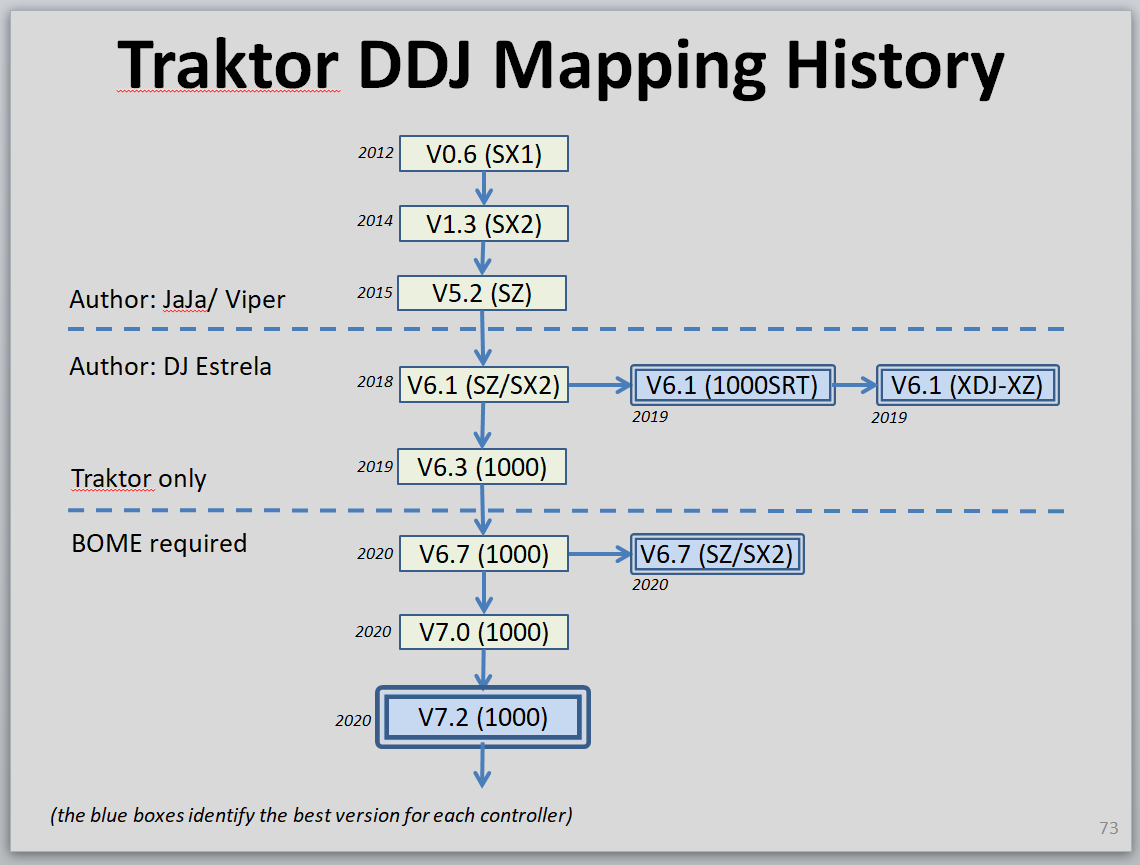 Traktor DDJ Mapping History
2012
V0.6 (SX1)
2014
V1.3 (SX2)
2015
V5.2 (SZ)
Author: JaJa/ Viper
Author: DJ Estrela
2018
V6.1 (SZ/SX2)
V6.1 (1000SRT)
2019
V6.1 (XDJ-XZ)
2019
2019
V6.3 (1000)
Traktor only
BOME required
2020
V6.7 (1000)
V6.7 (SZ/SX2)
2020
2020
V7.0 (1000)
2020
V7.2 (1000)
(the blue boxes identify the best version for each controller)
73